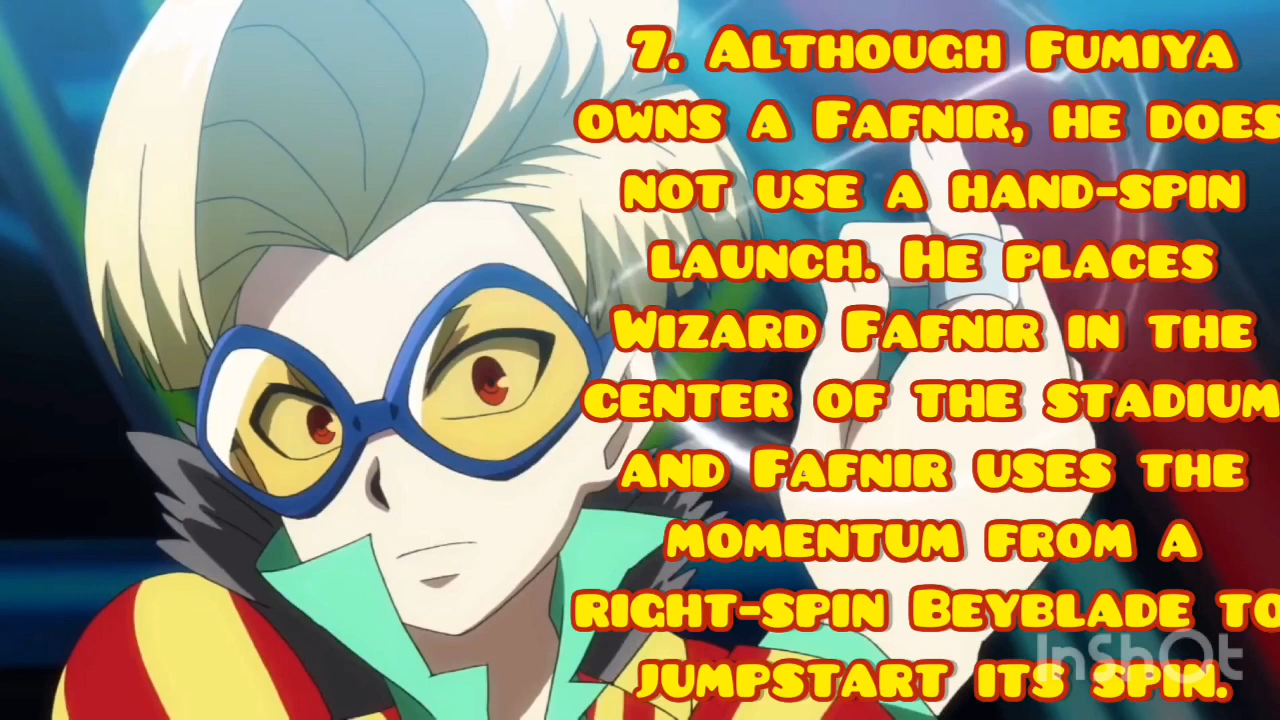 7. Although Fumiya
owns a Fafnir, he does
not use a hand-spin
launch. He places
Wizard Fafnir in the
center of the stadium
and Fafnir uses the
momentum from a
right-spin Beyblade to
jumpstart its spin.
InShOt